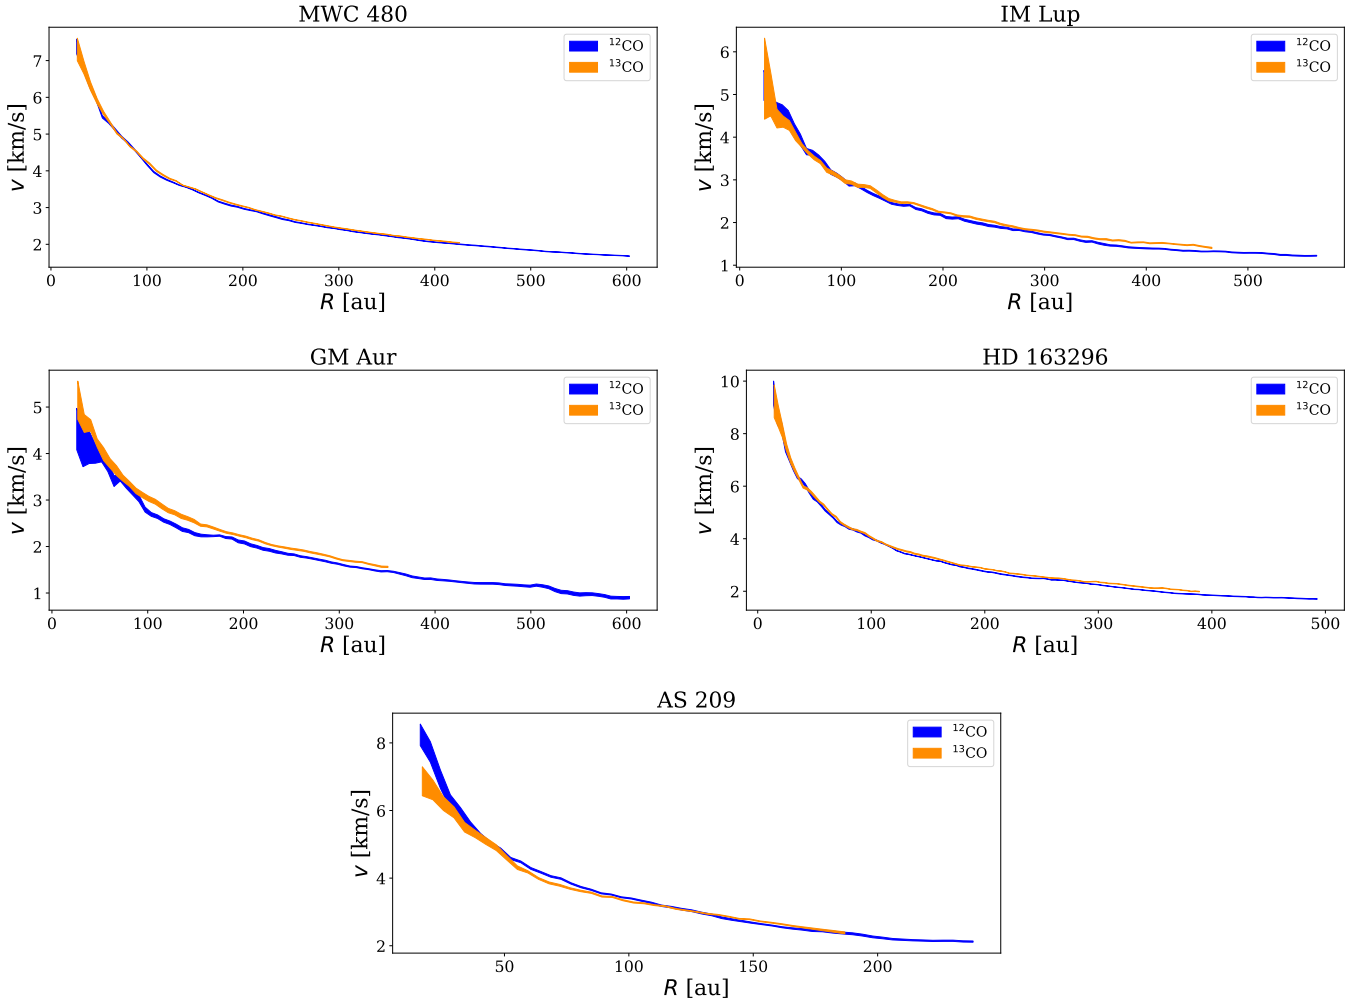 MWC 480
7
6
5
4
3
2
v [km/s]
¹²CO
¹³CO
0 100 200 300 400 500 600
R [au]
IM Lup
6
5
4
3
2
1
v [km/s]
¹²CO
¹³CO
0 100 200 300 400 500
R [au]
GM Aur
5
4
3
2
1
v [km/s]
¹²CO
¹³CO
0 100 200 300 400 500 600
R [au]
HD 163296
10
8
6
4
2
v [km/s]
¹²CO
¹³CO
0 100 200 300 400 500
R [au]
AS 209
8
6
4
2
v [km/s]
¹²CO
¹³CO
50 100 150 200
R [au]